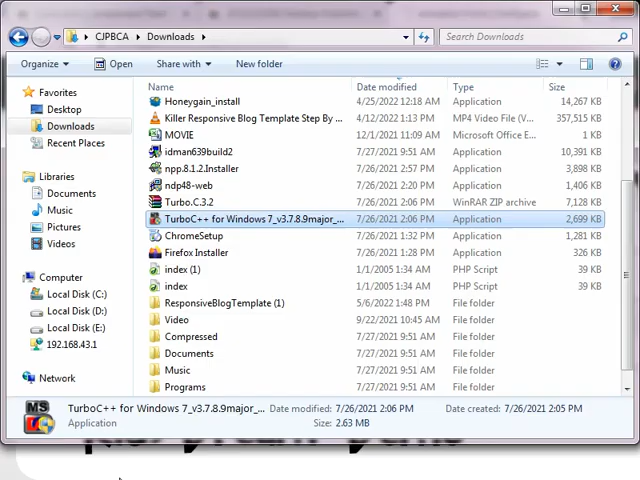 CJPBCA ▸ Downloads ▸
Search Downloads
Organize
Open
Share with
New folder
Favorites
Desktop
Downloads
Recent Places
Libraries
Documents
Music
Pictures
Videos
Computer
Local Disk (C:)
Local Disk (D:)
Local Disk (E:)
192.168.43.1
Network
Name Date modified Type Size
Honeygain_install 4/25/2022 12:18 AM Application 14,267 KB
Killer Responsive Blog Template Step By ... 4/12/2022 1:13 PM MP4 Video File (V... 357,515 KB
MOVIE 12/1/2021 11:09 AM Microsoft Office E... 
idman639build2 7/27/2021 9:51 AM Application 10,391 KB
npp.8.1.2.Installer 7/26/2021 2:57 PM Application 3,898 KB
ndp48-web 7/26/2021 2:20 PM Application 1,406 KB
Turbo.C.3.2 7/26/2021 2:06 PM WinRAR ZIP archive 7,128 KB
TurboC++ for Windows 7_v3.7.8.9major_... 7/26/2021 2:06 PM Application 2,699 KB
ChromeSetup 7/26/2021 1:32 PM Application 1,281 KB
Firefox Installer 7/26/2021 1:28 PM Application 326 KB
index (1) 1/1/2005 1:34 AM PHP Script 39 KB
index 1/1/2005 1:34 AM PHP Script 39 KB
ResponsiveBlogTemplate (1) 5/6/2022 1:48 PM File folder
Video 9/22/2021 10:45 AM File folder
Compressed 7/27/2021 9:51 AM File folder
Documents 7/27/2021 9:51 AM File folder
Music 7/27/2021 9:51 AM File folder
Programs 7/27/2021 9:51 AM File folder
MS
TurboC++ for Windows 7_v3.7.8.9major_... Date modified: 7/26/2021 2:06 PM Date created: 7/26/2021 2:05 PM
Application Size: 2.63 MB